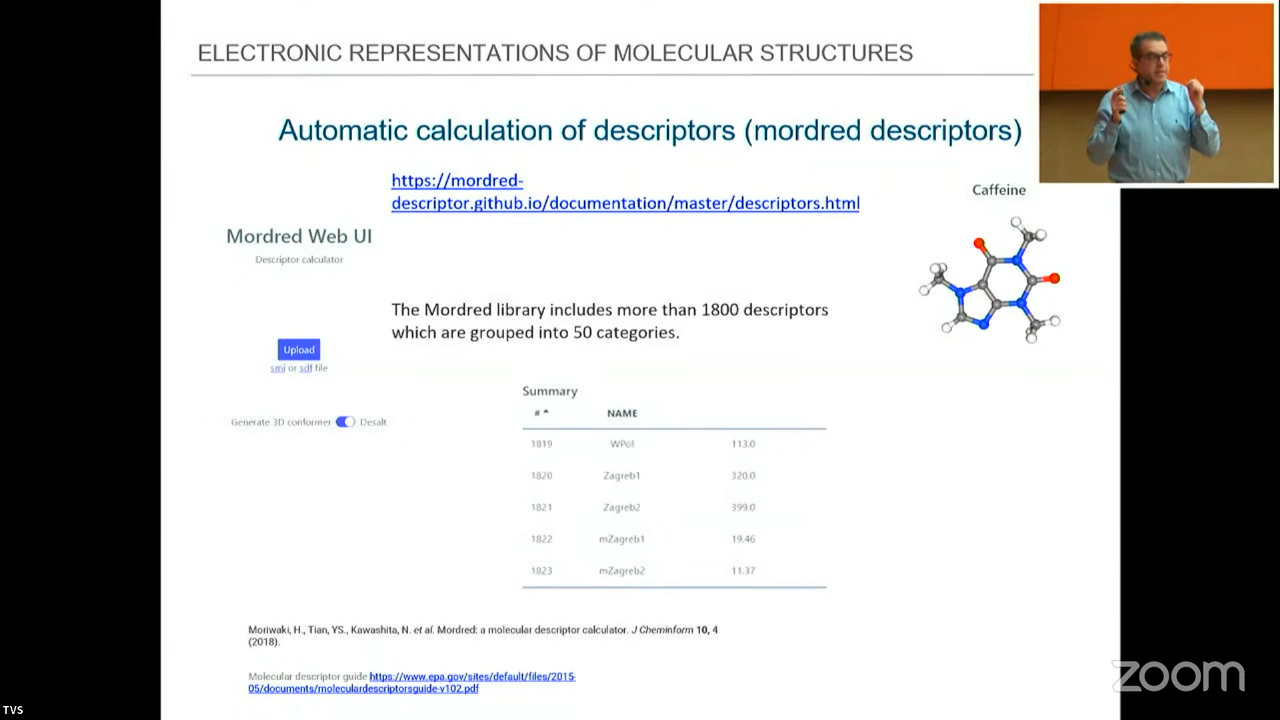 ELECTRONIC REPRESENTATIONS OF MOLECULAR STRUCTURES
Automatic calculation of descriptors (mordred descriptors)
https://mordred-
descriptor.github.io/documentation/master/descriptors.html
Caffeine
Mordred Web UI
Descriptor calculator
The Mordred library includes more than 1800 descriptors
which are grouped into 50 categories.
Upload
smi or sdf file
Generate 3D conformer Desalt
Summary
# NAME
1819 WPol 113.0
1820 Zagreb1 320.0
1821 Zagreb2 399.0
1822 mZagreb1 19.46
1823 mZagreb2 11.37
Moriwaki, H., Tian, YS., Kawashita, N. et al. Mordred: a molecular descriptor calculator. J Cheminform 10, 4
(2018).
Molecular descriptor guide https://www.epa.gov/sites/default/files/2015-
05/documents/moleculardescriptorsguide-v102.pdf
zoom
TVS